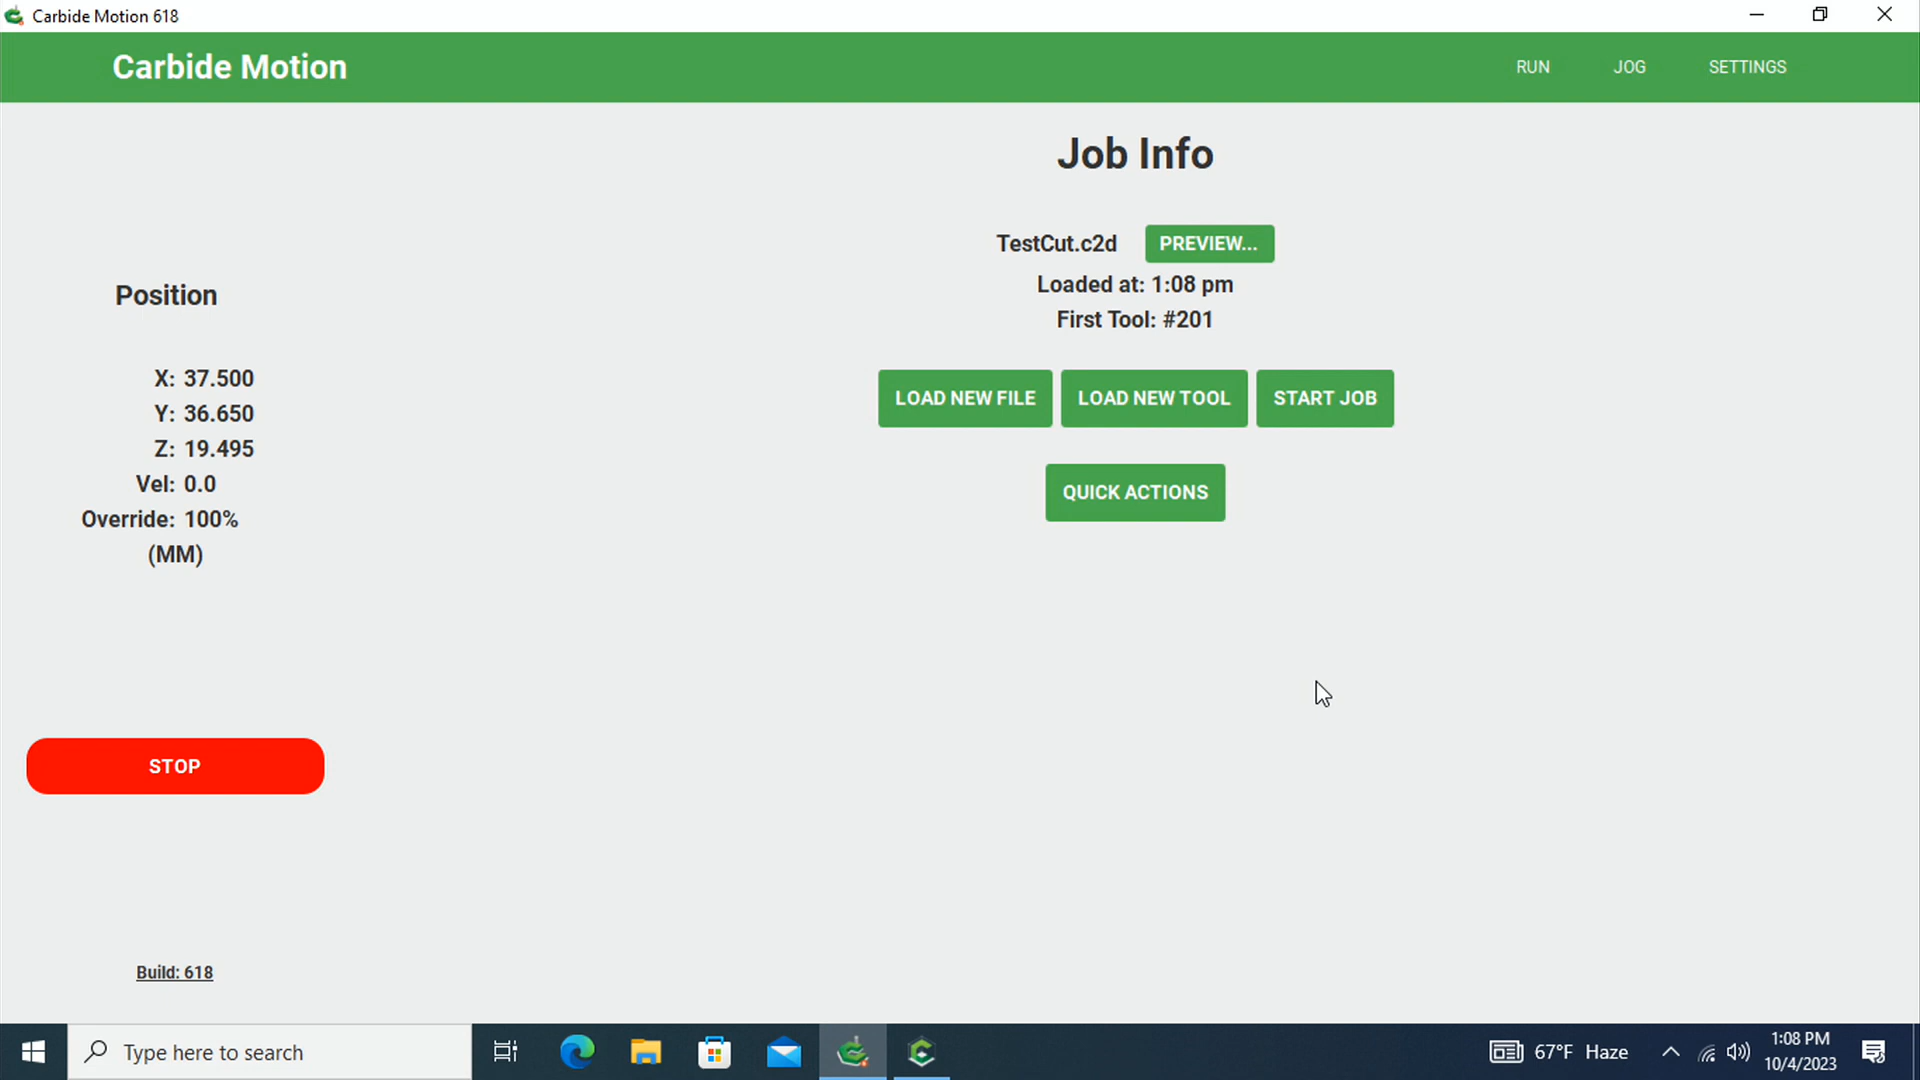 Carbide Motion 618
Carbide Motion
RUN
JOG
SETTINGS
Job Info
TestCut.c2d
PREVIEW...
Loaded at: 1:08 pm
First Tool: #201
LOAD NEW FILE
LOAD NEW TOOL
START JOB
QUICK ACTIONS
Position
X: 37.500
Y: 36.650
Z: 19.495
Vel: 0.0
Override: 100%
(MM)
STOP
Build: 618
Type here to search
67°F Haze
1:08 PM
10/4/2023